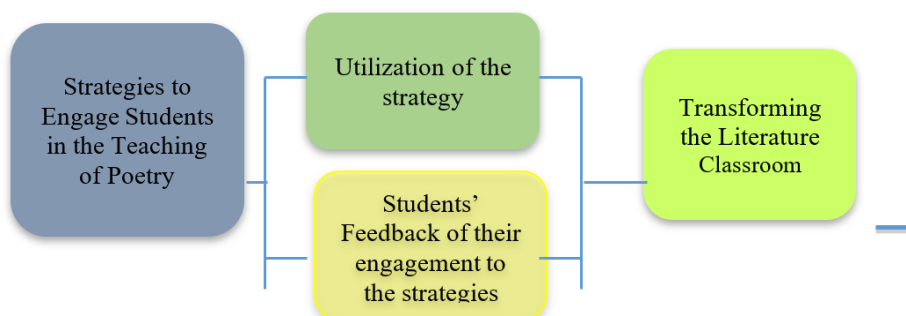 Strategies to
Engage Students
in the Teaching
of Poetry
Utilization of the
strategy
Students’
Feedback of their
engagement to
the strategies
Transforming
the Literature
Classroom